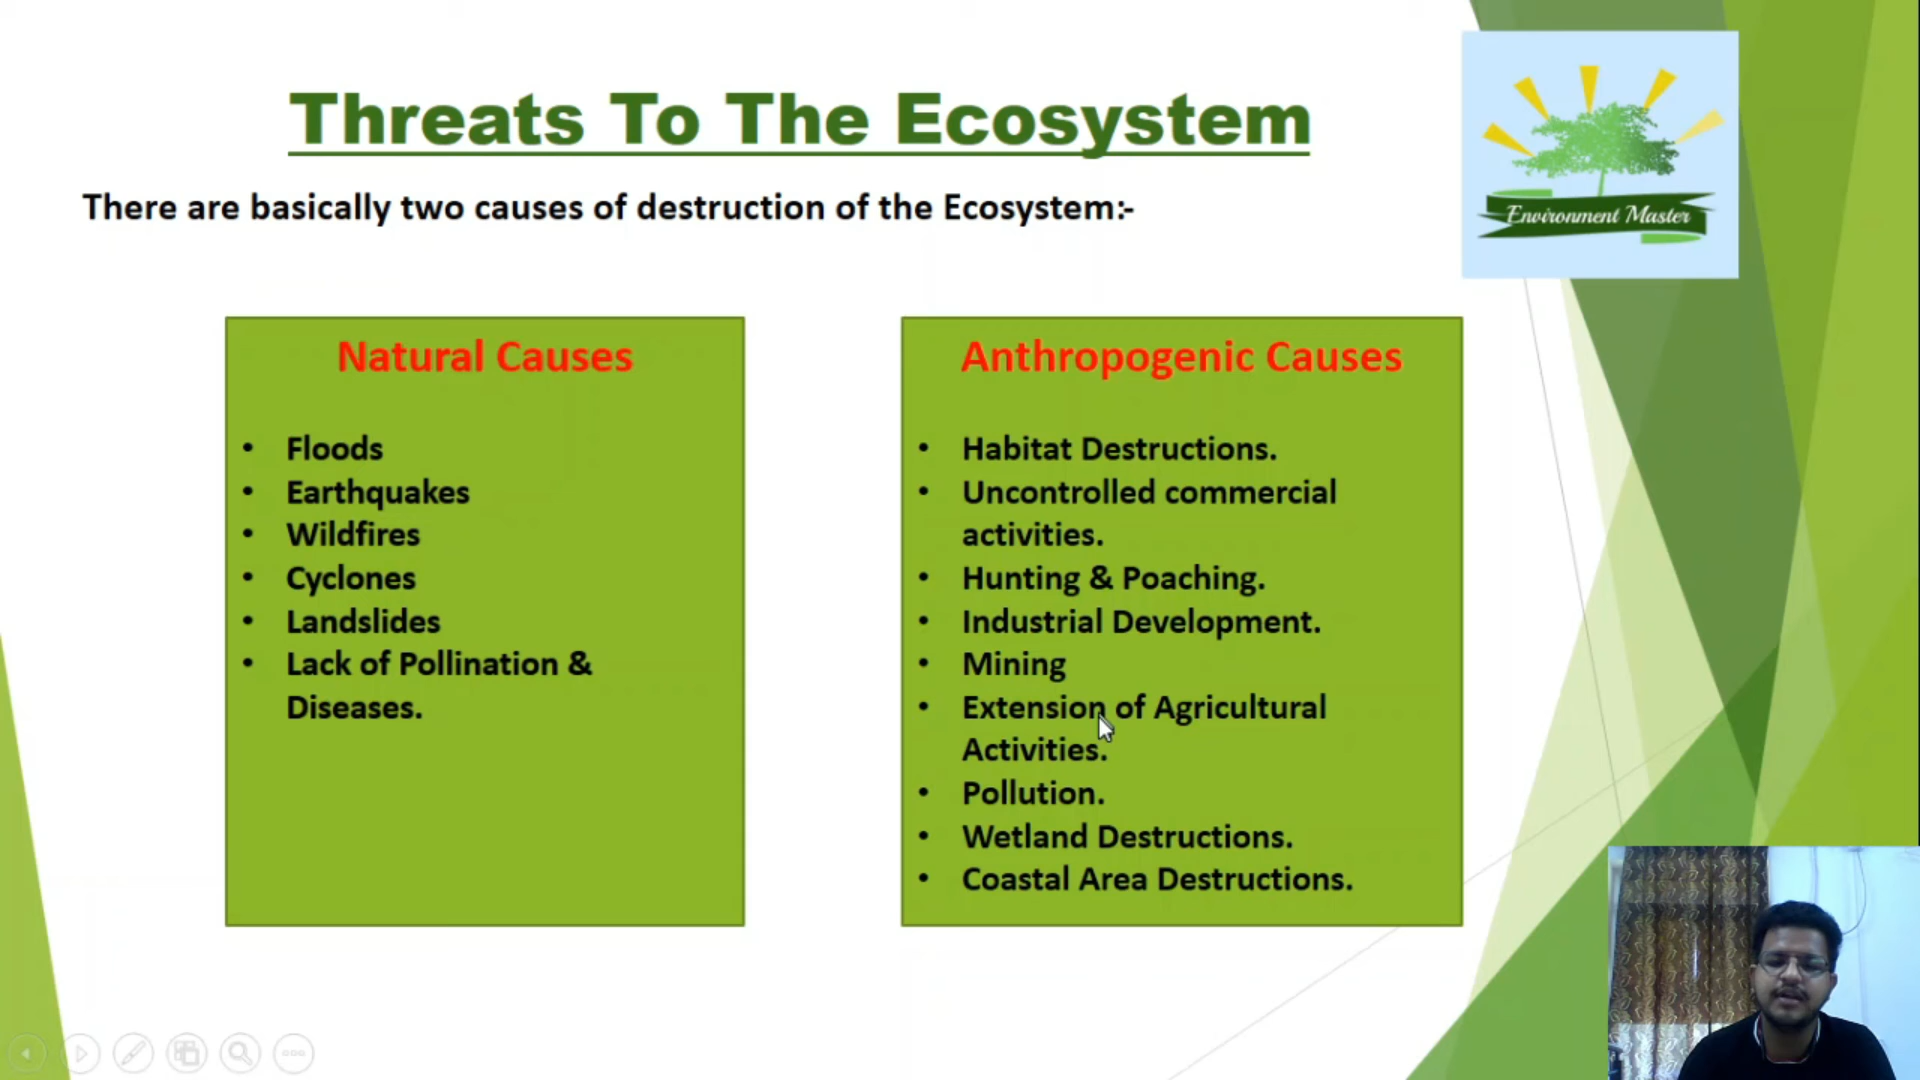 Threats To The Ecosystem
Environment Master
There are basically two causes of destruction of the Ecosystem:-
Natural Causes
• Floods
• Earthquakes
• Wildfires
• Cyclones
• Landslides
• Lack of Pollination &
Diseases.
Anthropogenic Causes
• Habitat Destructions.
• Uncontrolled commercial
activities.
• Hunting & Poaching.
• Industrial Development.
• Mining
• Extension of Agricultural
Activities.
• Pollution.
• Wetland Destructions.
• Coastal Area Destructions.